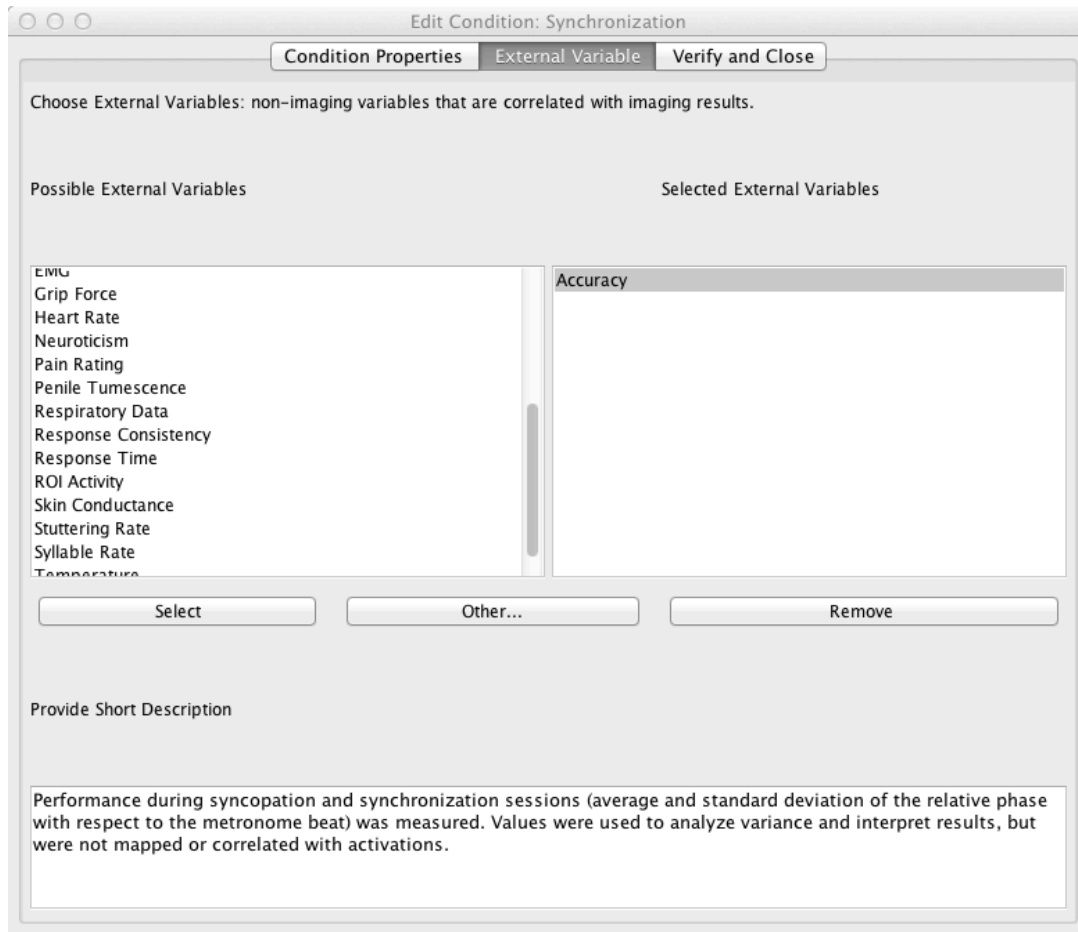 Edit Condition: Synchronization
Condition Properties
External Variable
Verify and Close
Choose External Variables: non-imaging variables that are correlated with imaging results.
Possible External Variables
Selected External Variables
EMG
Grip Force
Heart Rate
Neuroticism
Pain Rating
Penile Tumescence
Respiratory Data
Response Consistency
Response Time
ROI Activity
Skin Conductance
Stuttering Rate
Syllable Rate
Temperature
Accuracy
Select
Other...
Remove
Provide Short Description
Performance during syncopation and synchronization sessions (average and standard deviation of the relative phase
with respect to the metronome beat) was measured. Values were used to analyze variance and interpret results, but
were not mapped or correlated with activations.